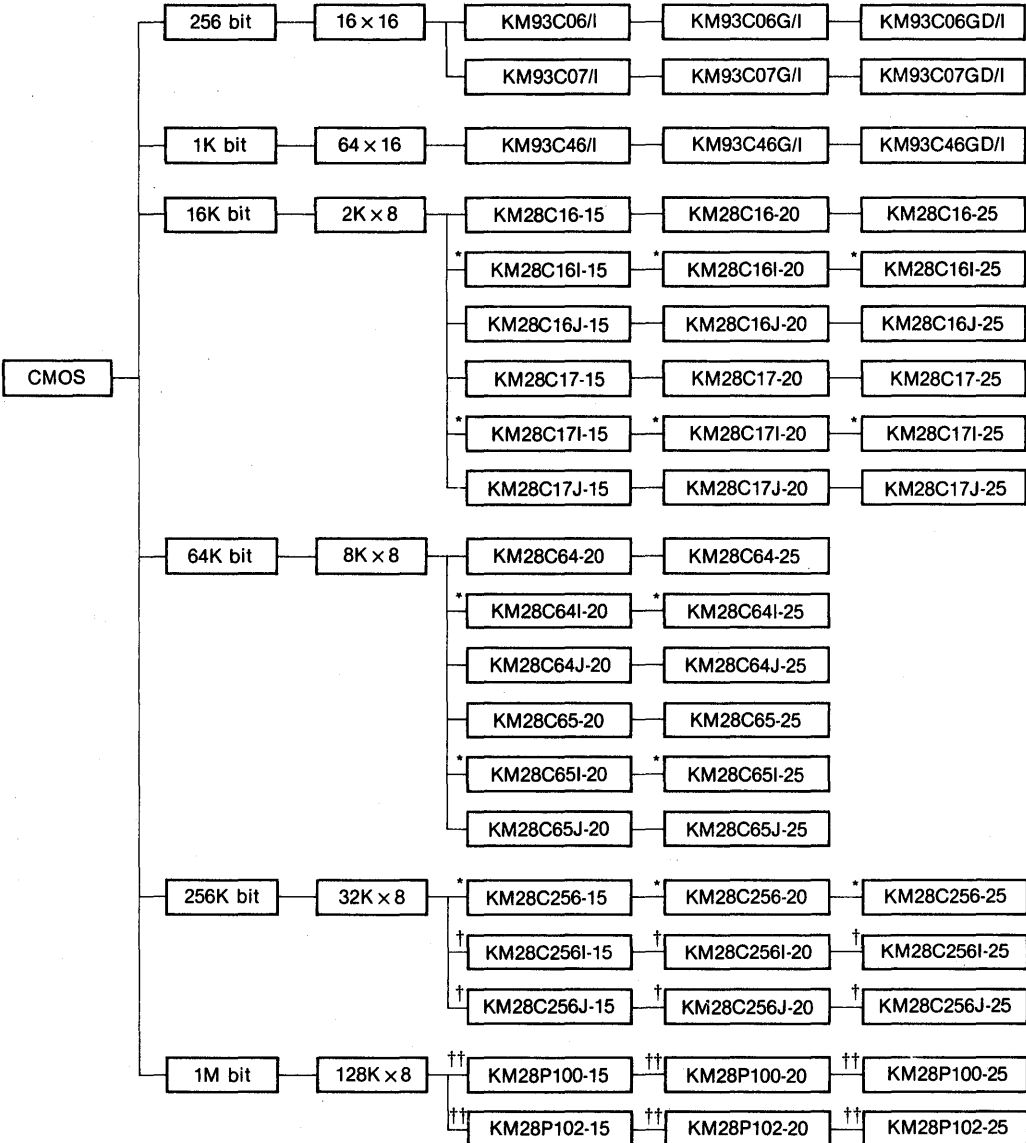 256 bit 16 × 16 KM93C06/I KM93C06G/I KM93C06GD/I
KM93C07/I KM93C07G/I KM93C07GD/I
1K bit 64 × 16 KM93C46/I KM93C46G/I KM93C46GD/I
16K bit 2K × 8 KM28C16-15 KM28C16-20 KM28C16-25
* KM28C16I-15 * KM28C16I-20 * KM28C16I-25
KM28C16J-15 KM28C16J-20 KM28C16J-25
CMOS KM28C17-15 KM28C17-20 KM28C17-25
* KM28C17I-15 * KM28C17I-20 * KM28C17I-25
KM28C17J-15 KM28C17J-20 KM28C17J-25
64K bit 8K × 8 KM28C64-20 KM28C64-25
* KM28C64I-20 * KM28C64I-25
KM28C64J-20 KM28C64J-25
KM28C65-20 KM28C65-25
* KM28C65I-20 * KM28C65I-25
KM28C65J-20 KM28C65J-25
256K bit 32K × 8 * KM28C256-15 * KM28C256-20 * KM28C256-25
† KM28C256I-15 † KM28C256I-20 † KM28C256I-25
† KM28C256J-15 † KM28C256J-20 † KM28C256J-25
1M bit 128K × 8 †† KM28P100-15 †† KM28P100-20 †† KM28P100-25
†† KM28P102-15 †† KM28P102-20 †† KM28P102-25